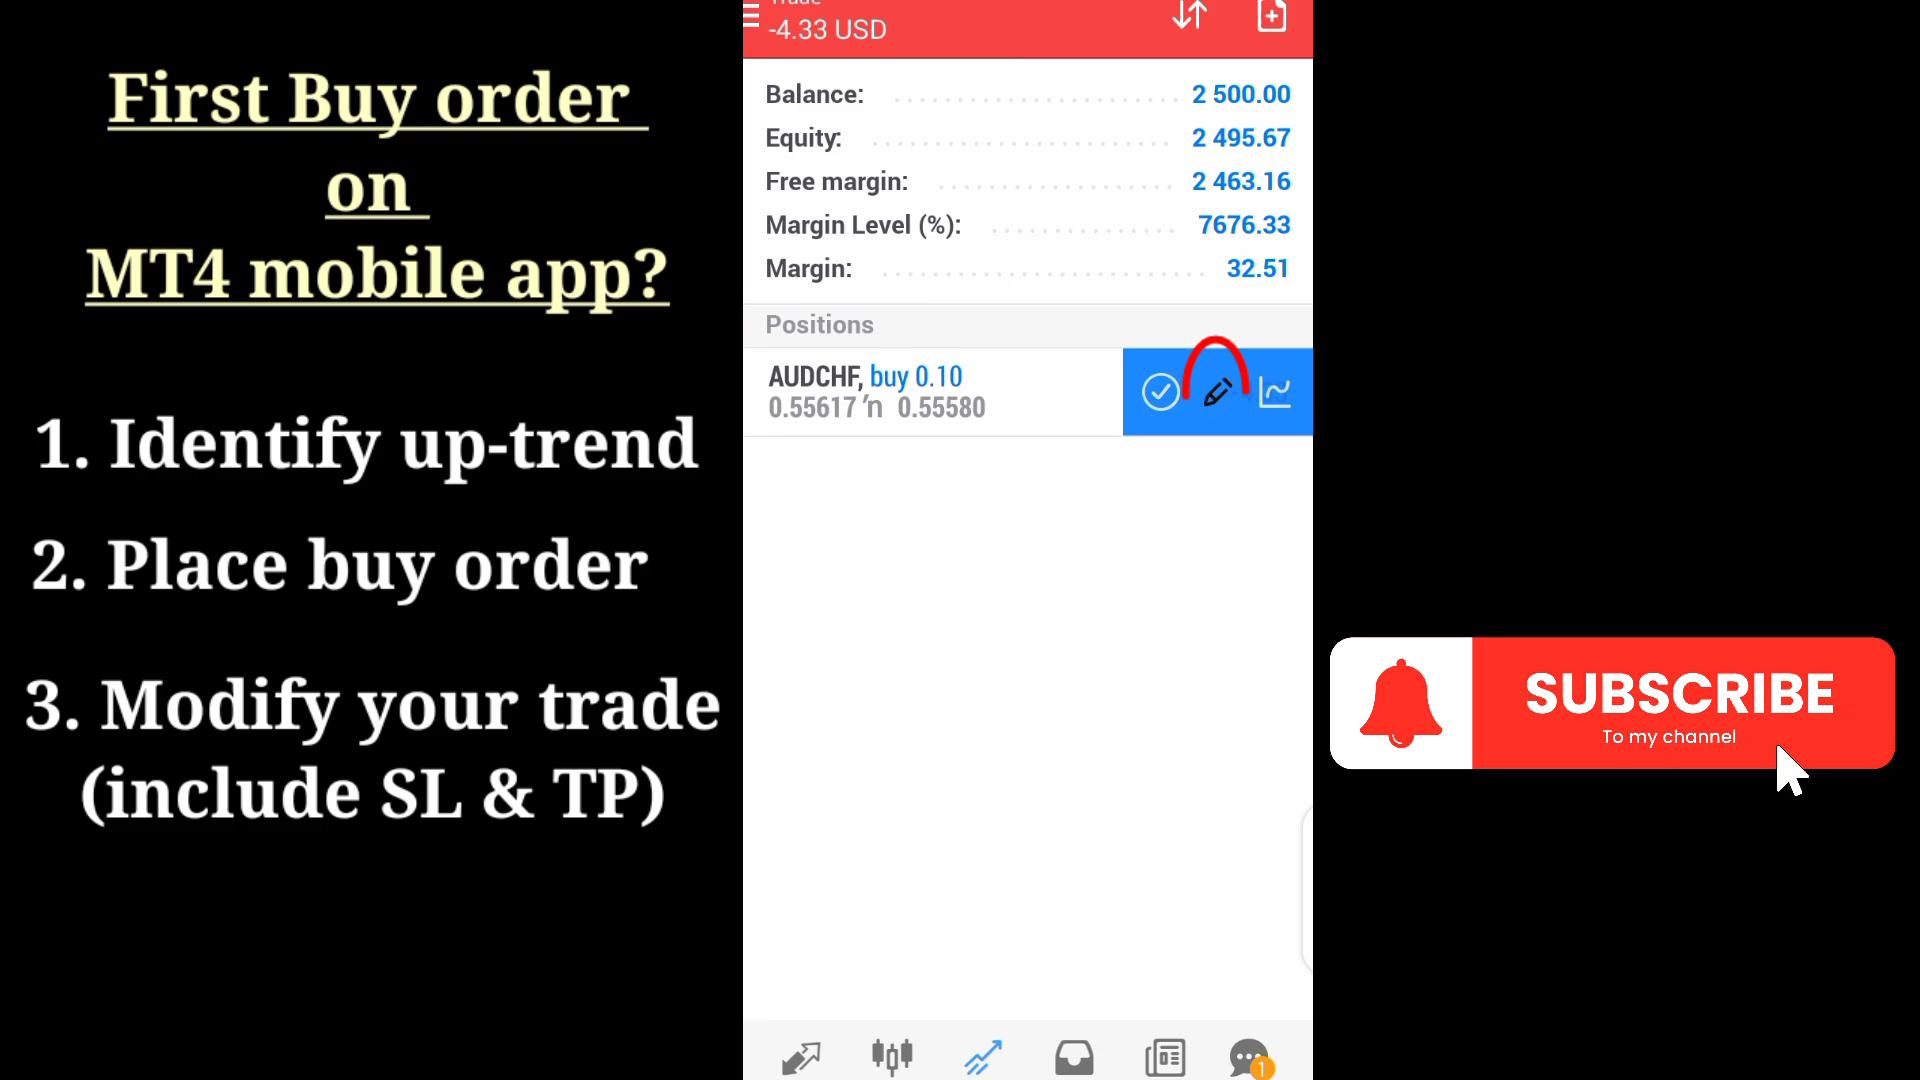 First Buy order
on
MT4 mobile app?
1. Identify up-trend
2. Place buy order
3. Modify your trade
(include SL & TP)
-4.33 USD
Balance: 2 500.00
Equity: 2 495.67
Free margin: 2 463.16
Margin Level (%): 7676.33
Margin: 32.51
Positions
AUDCHF, buy 0.10
0.55617 'n 0.55580
1
SUBSCRIBE
To my channel